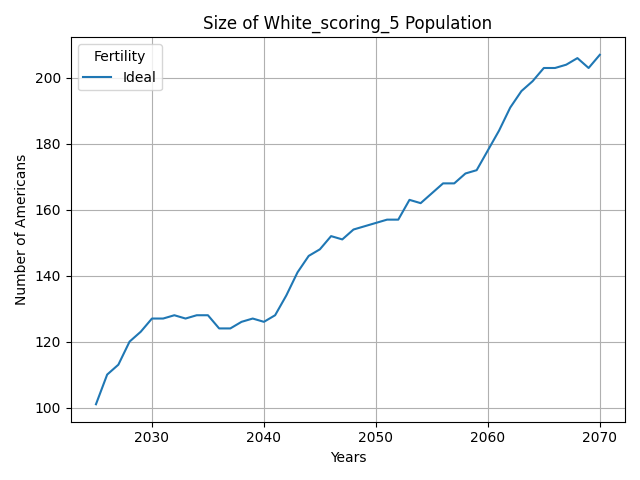 Size of White_scoring_5 Population
Fertility
Ideal
Number of Americans
200
180
160
140
120
100
2030 2040 2050 2060 2070
Years